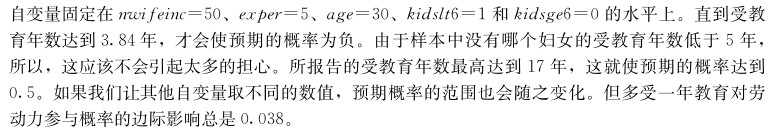 自变量固定在 nwifeinc=50、exper=5、age=30、kidslt6=1 和 kidsge6=0 的水平上。直到受教
育年数达到 3.84 年，才会使预期的概率为负。由于样本中没有哪个妇女的受教育年数低于 5 年，
所以，这应该不会引起太多的担心。所报告的受教育年数最高达到 17 年，这就使预期的概率达到
0.5。如果我们让其他自变量取不同的数值，预期概率的范围也会随之变化。但多受一年教育对劳
动力参与概率的边际影响总是 0.038。